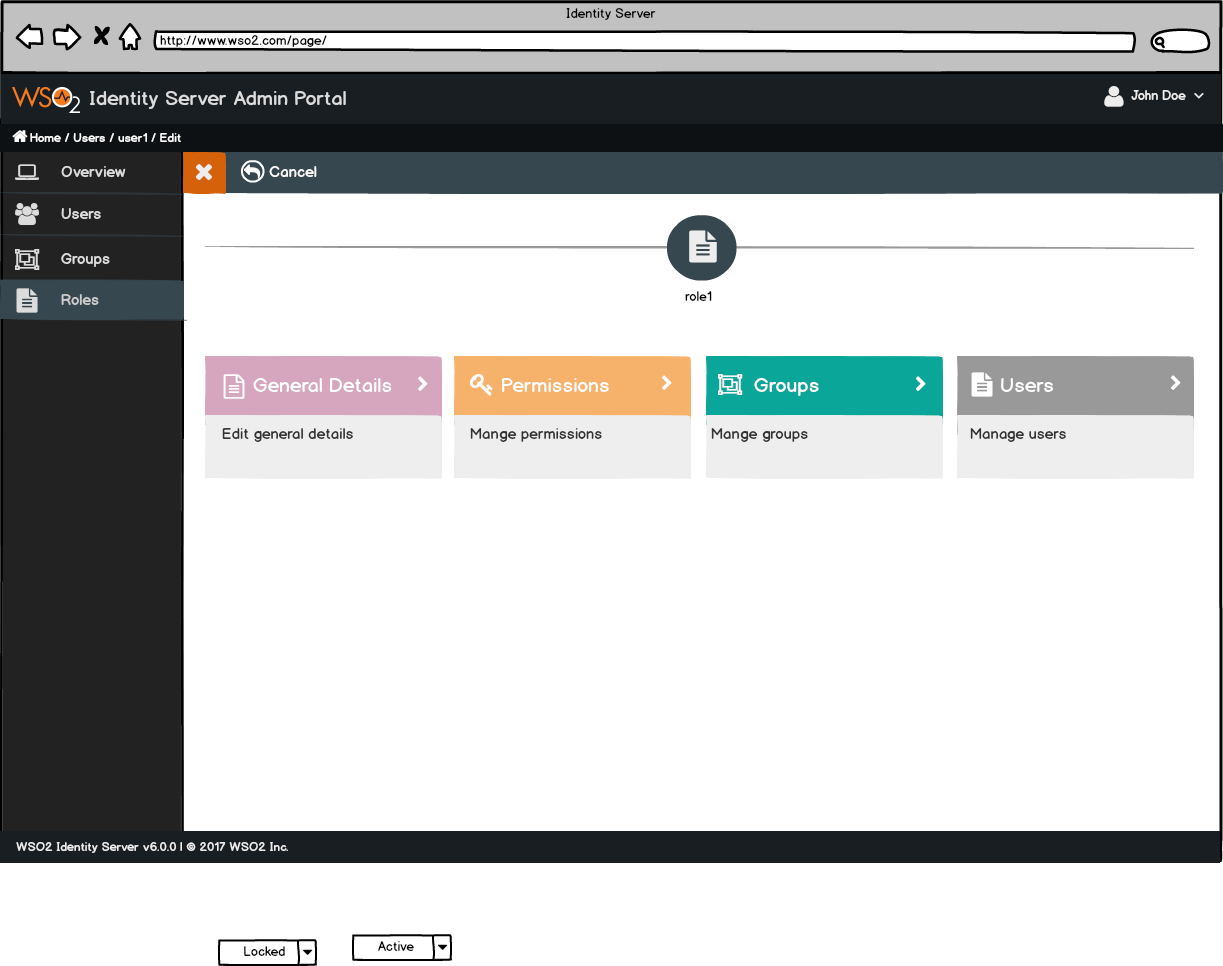 Identity Server
http://www.wso2.com/page/
WSO2 Identity Server Admin Portal
John Doe
Home / Users / user1 / Edit
Overview
Cancel
Users
Groups
Roles
role1
General Details
Permissions
Groups
Users
Edit general details
Mange permissions
Mange groups
Manage users
WSO2 Identity Server v6.0.0 | © 2017 WSO2 Inc.
Locked
Active